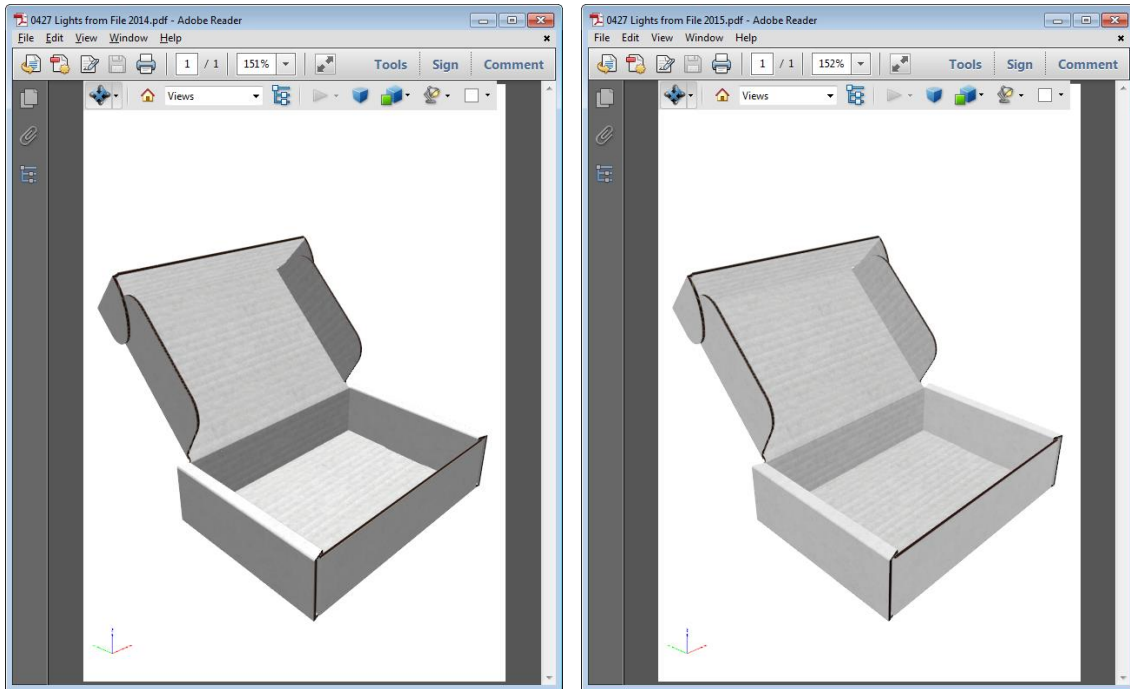 0427 Lights from File 2014.pdf - Adobe Reader
File Edit View Window Help
1 / 1 151% Tools Sign Comment
Views
0427 Lights from File 2015.pdf - Adobe Reader
File Edit View Window Help
1 / 1 152% Tools Sign Comment
Views